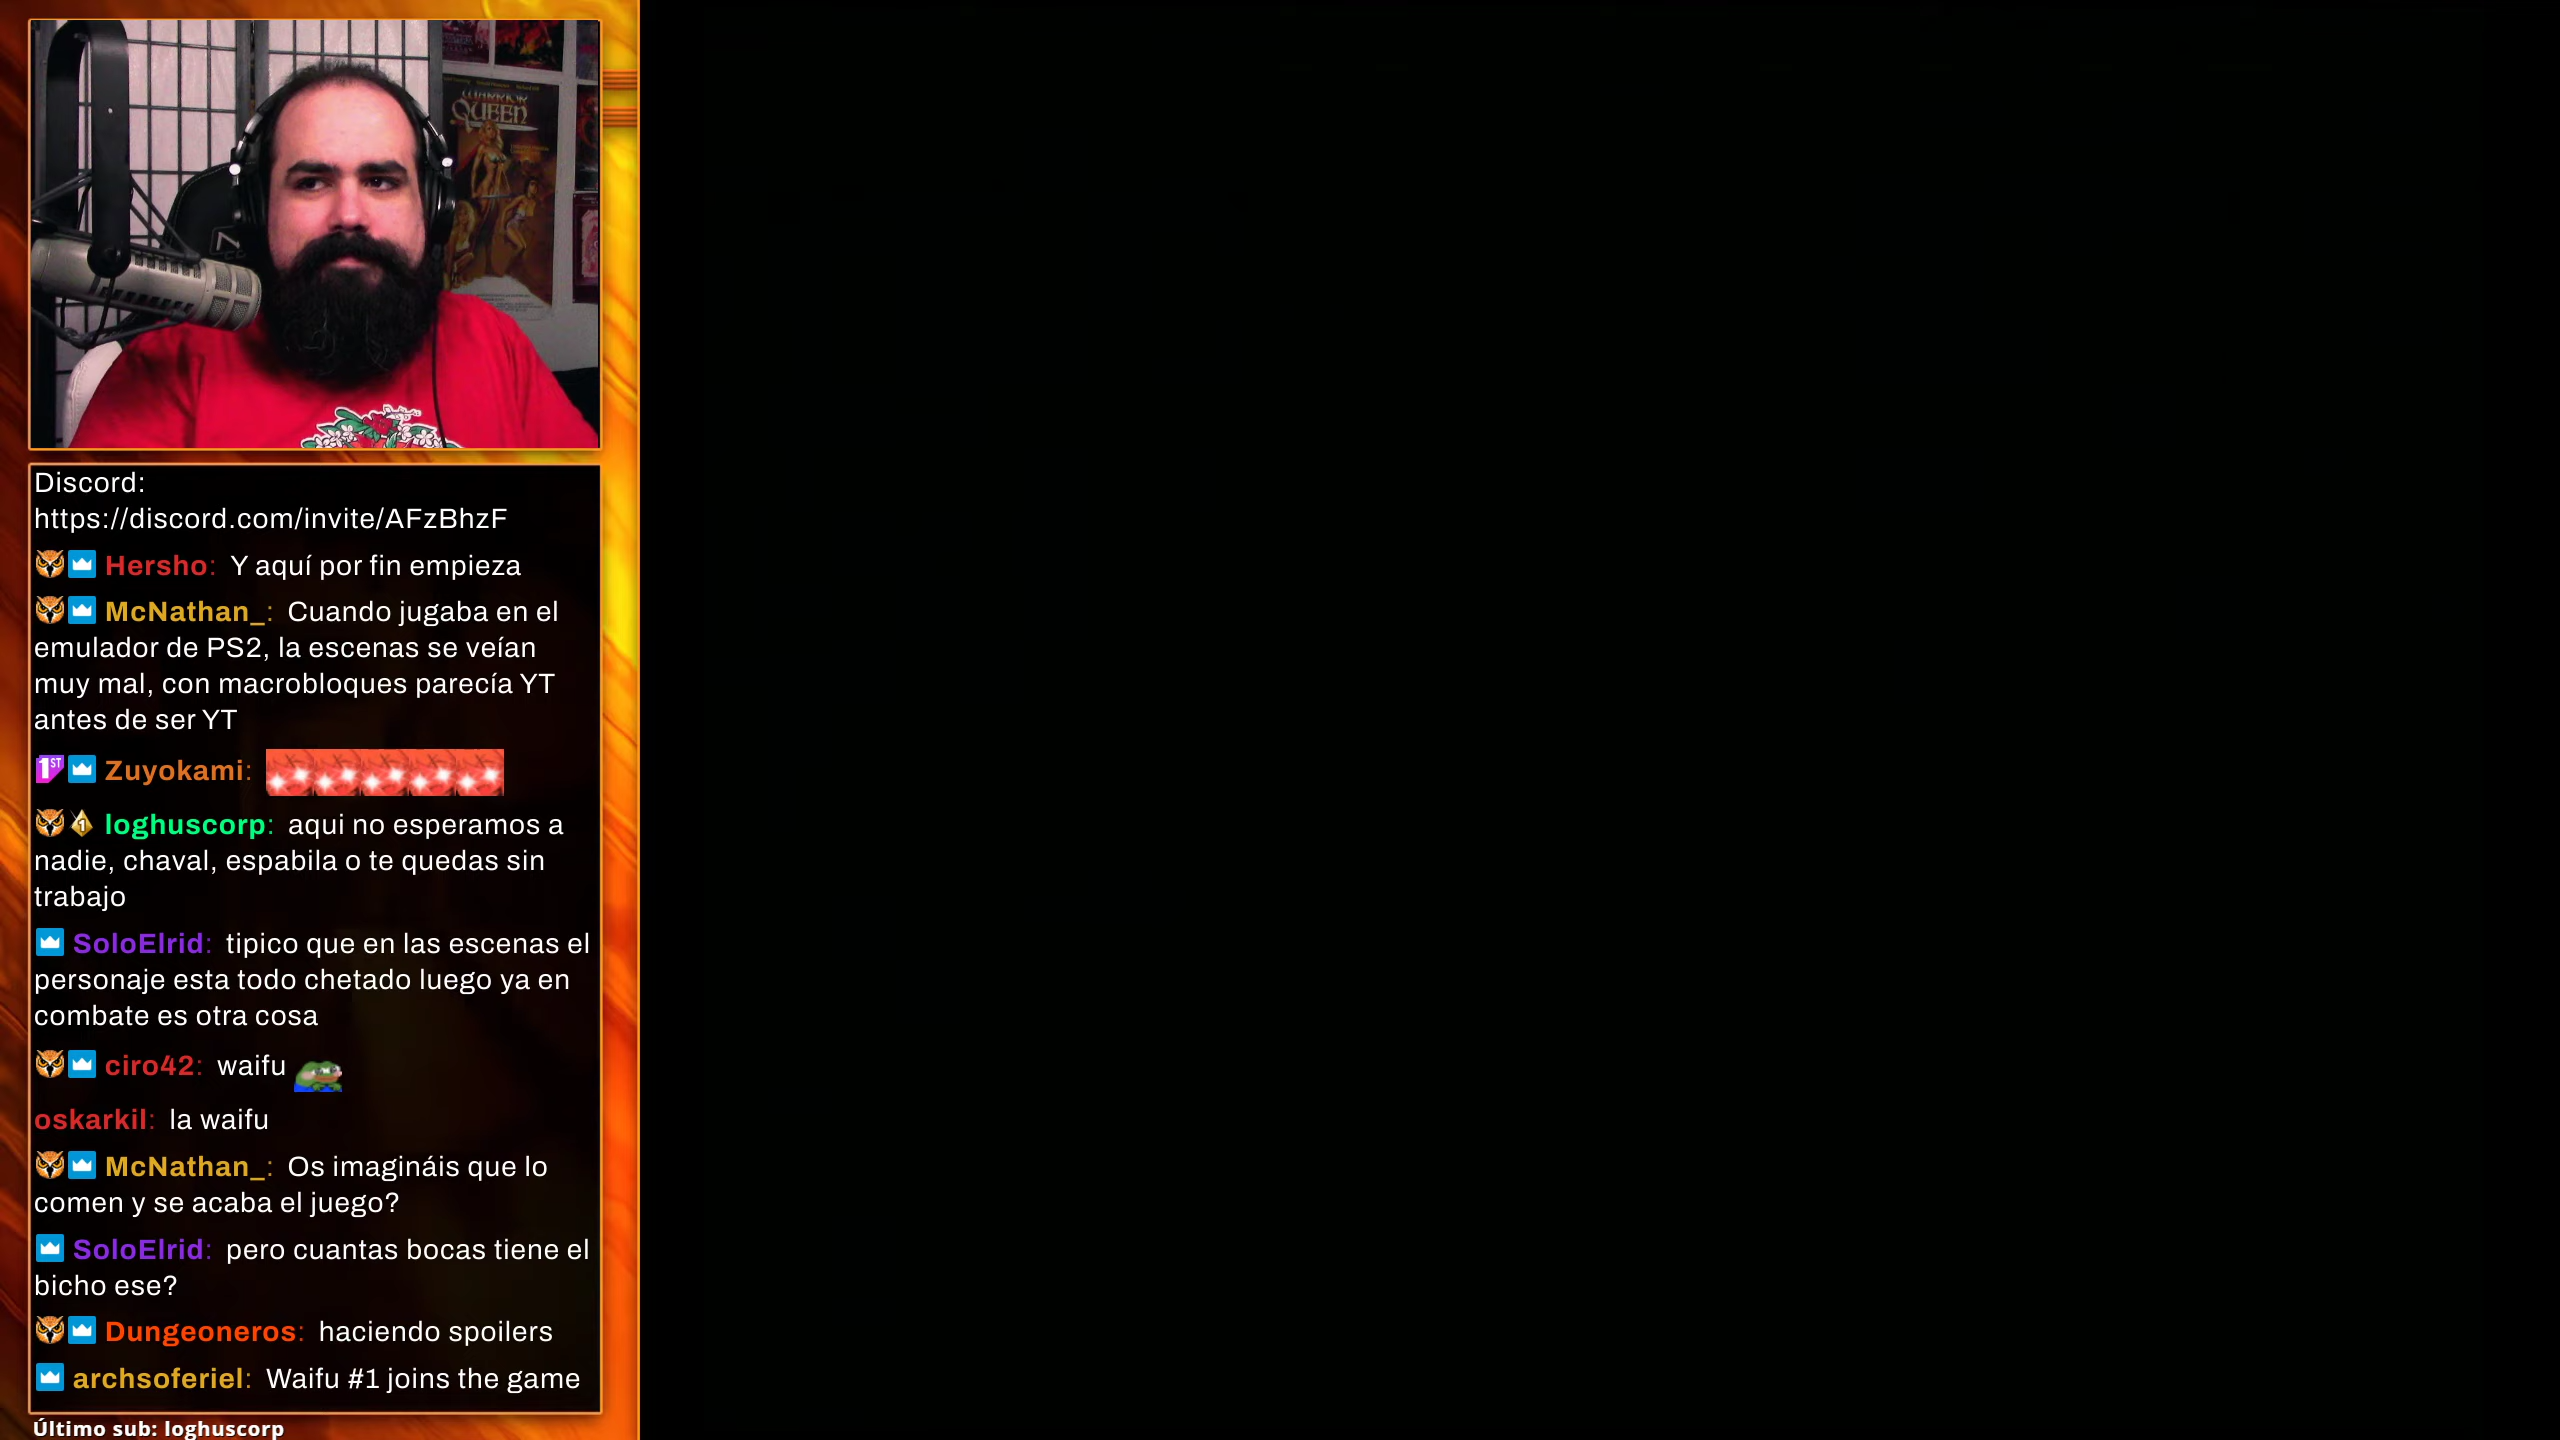 WARRIOR
QUEEN
Discord:
https://discord.com/invite/AFzBhzF
Hersho: Y aquí por fin empieza
McNathan_: Cuando jugaba en el
emulador de PS2, la escenas se veían
muy mal, con macrobloques parecía YT
antes de ser YT
1ST Zuyokami:
1 loghuscorp: aqui no esperamos a
nadie, chaval, espabila o te quedas sin
trabajo
SoloElrid: tipico que en las escenas el
personaje esta todo chetado luego ya en
combate es otra cosa
ciro42: waifu
oskarkil: la waifu
McNathan_: Os imagináis que lo
comen y se acaba el juego?
SoloElrid: pero cuantas bocas tiene el
bicho ese?
Dungeoneros: haciendo spoilers
archsoferiel: Waifu #1 joins the game
Último sub: loghuscorp